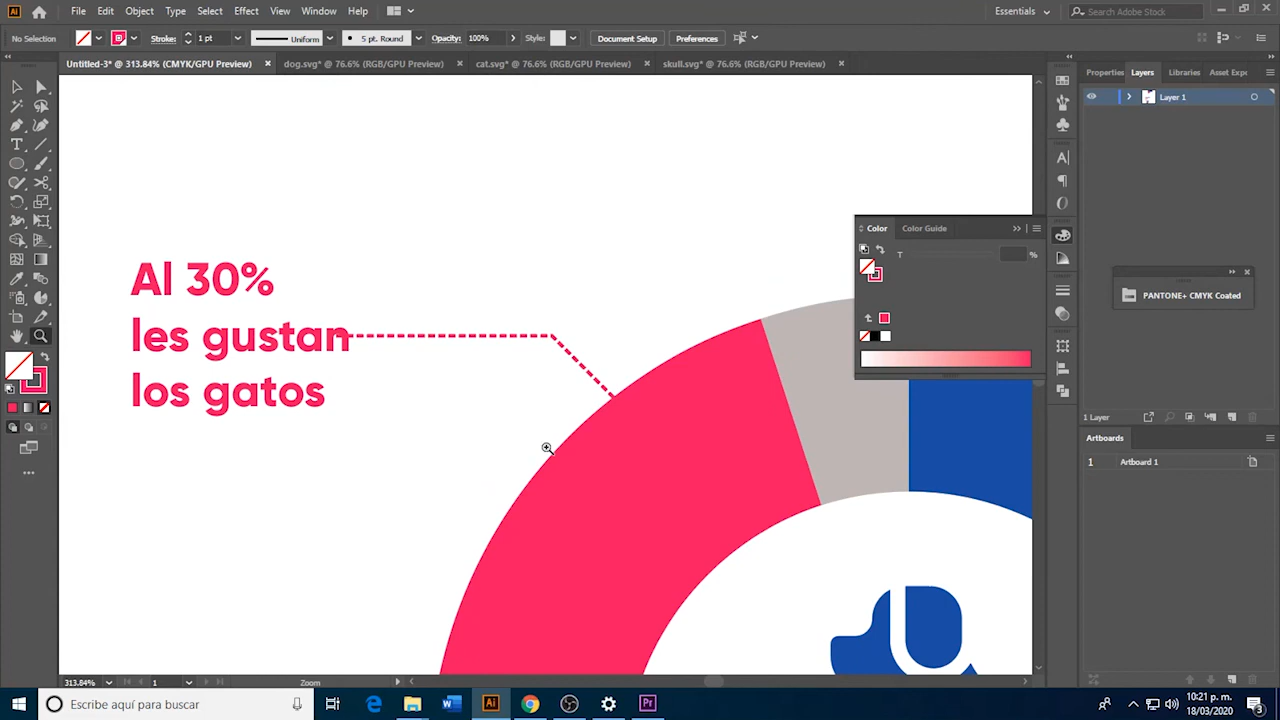 File Edit Object Type Select Effect View Window Help
Essentials
Search Adobe Stock
No Selection
Stroke: 1 pt
Uniform
5 pt. Round
Opacity: 100%
Style:
Document Setup
Preferences
Untitled-3* @ 313.84% (CMYK/GPU Preview)
dog.svg* @ 76.6% (RGB/GPU Preview)
cat.svg* @ 76.6% (RGB/GPU Preview)
skull.svg* @ 76.6% (RGB/GPU Preview)
Properties Layers Libraries Asset Expo
Layer 1
Color Color Guide
T %
PANTONE+ CMYK Coated
Al 30%
les gustan
los gatos
1 Layer
Artboards
1 Artboard 1
313.84% 1 Zoom
Escribe aquí para buscar
10:21 p. m.
18/03/2020